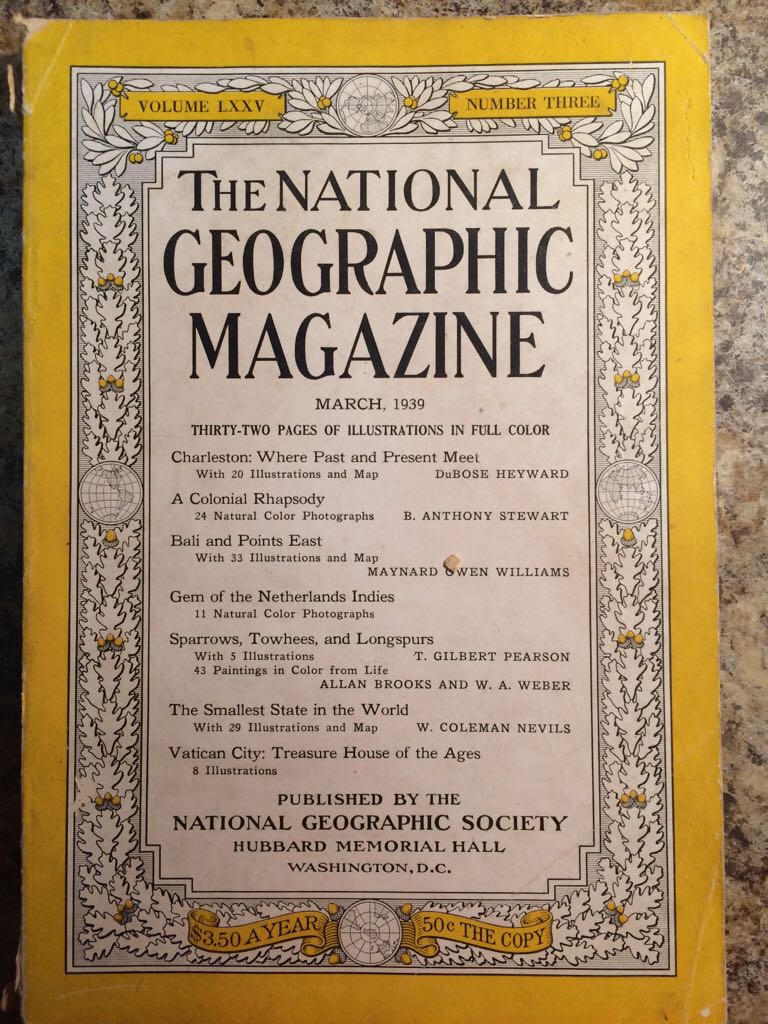 VOLUME LXXV NUMBER THREE
THE NATIONAL
GEOGRAPHIC
MAGAZINE
MARCH, 1939
THIRTY-TWO PAGES OF ILLUSTRATIONS IN FULL COLOR
Charleston: Where Past and Present Meet
With 20 Illustrations and Map DuBOSE HEYWARD
A Colonial Rhapsody
24 Natural Color Photographs B. ANTHONY STEWART
Bali and Points East
With 33 Illustrations and Map
MAYNARD OWEN WILLIAMS
Gem of the Netherlands Indies
11 Natural Color Photographs
Sparrows, Towhees, and Longspurs
With 5 Illustrations T. GILBERT PEARSON
43 Paintings in Color from Life
ALLAN BROOKS AND W. A. WEBER
The Smallest State in the World
With 29 Illustrations and Map W. COLEMAN NEVILS
Vatican City: Treasure House of the Ages
8 Illustrations
PUBLISHED BY THE
NATIONAL GEOGRAPHIC SOCIETY
HUBBARD MEMORIAL HALL
WASHINGTON, D.C.
$3.50 A YEAR 50c THE COPY